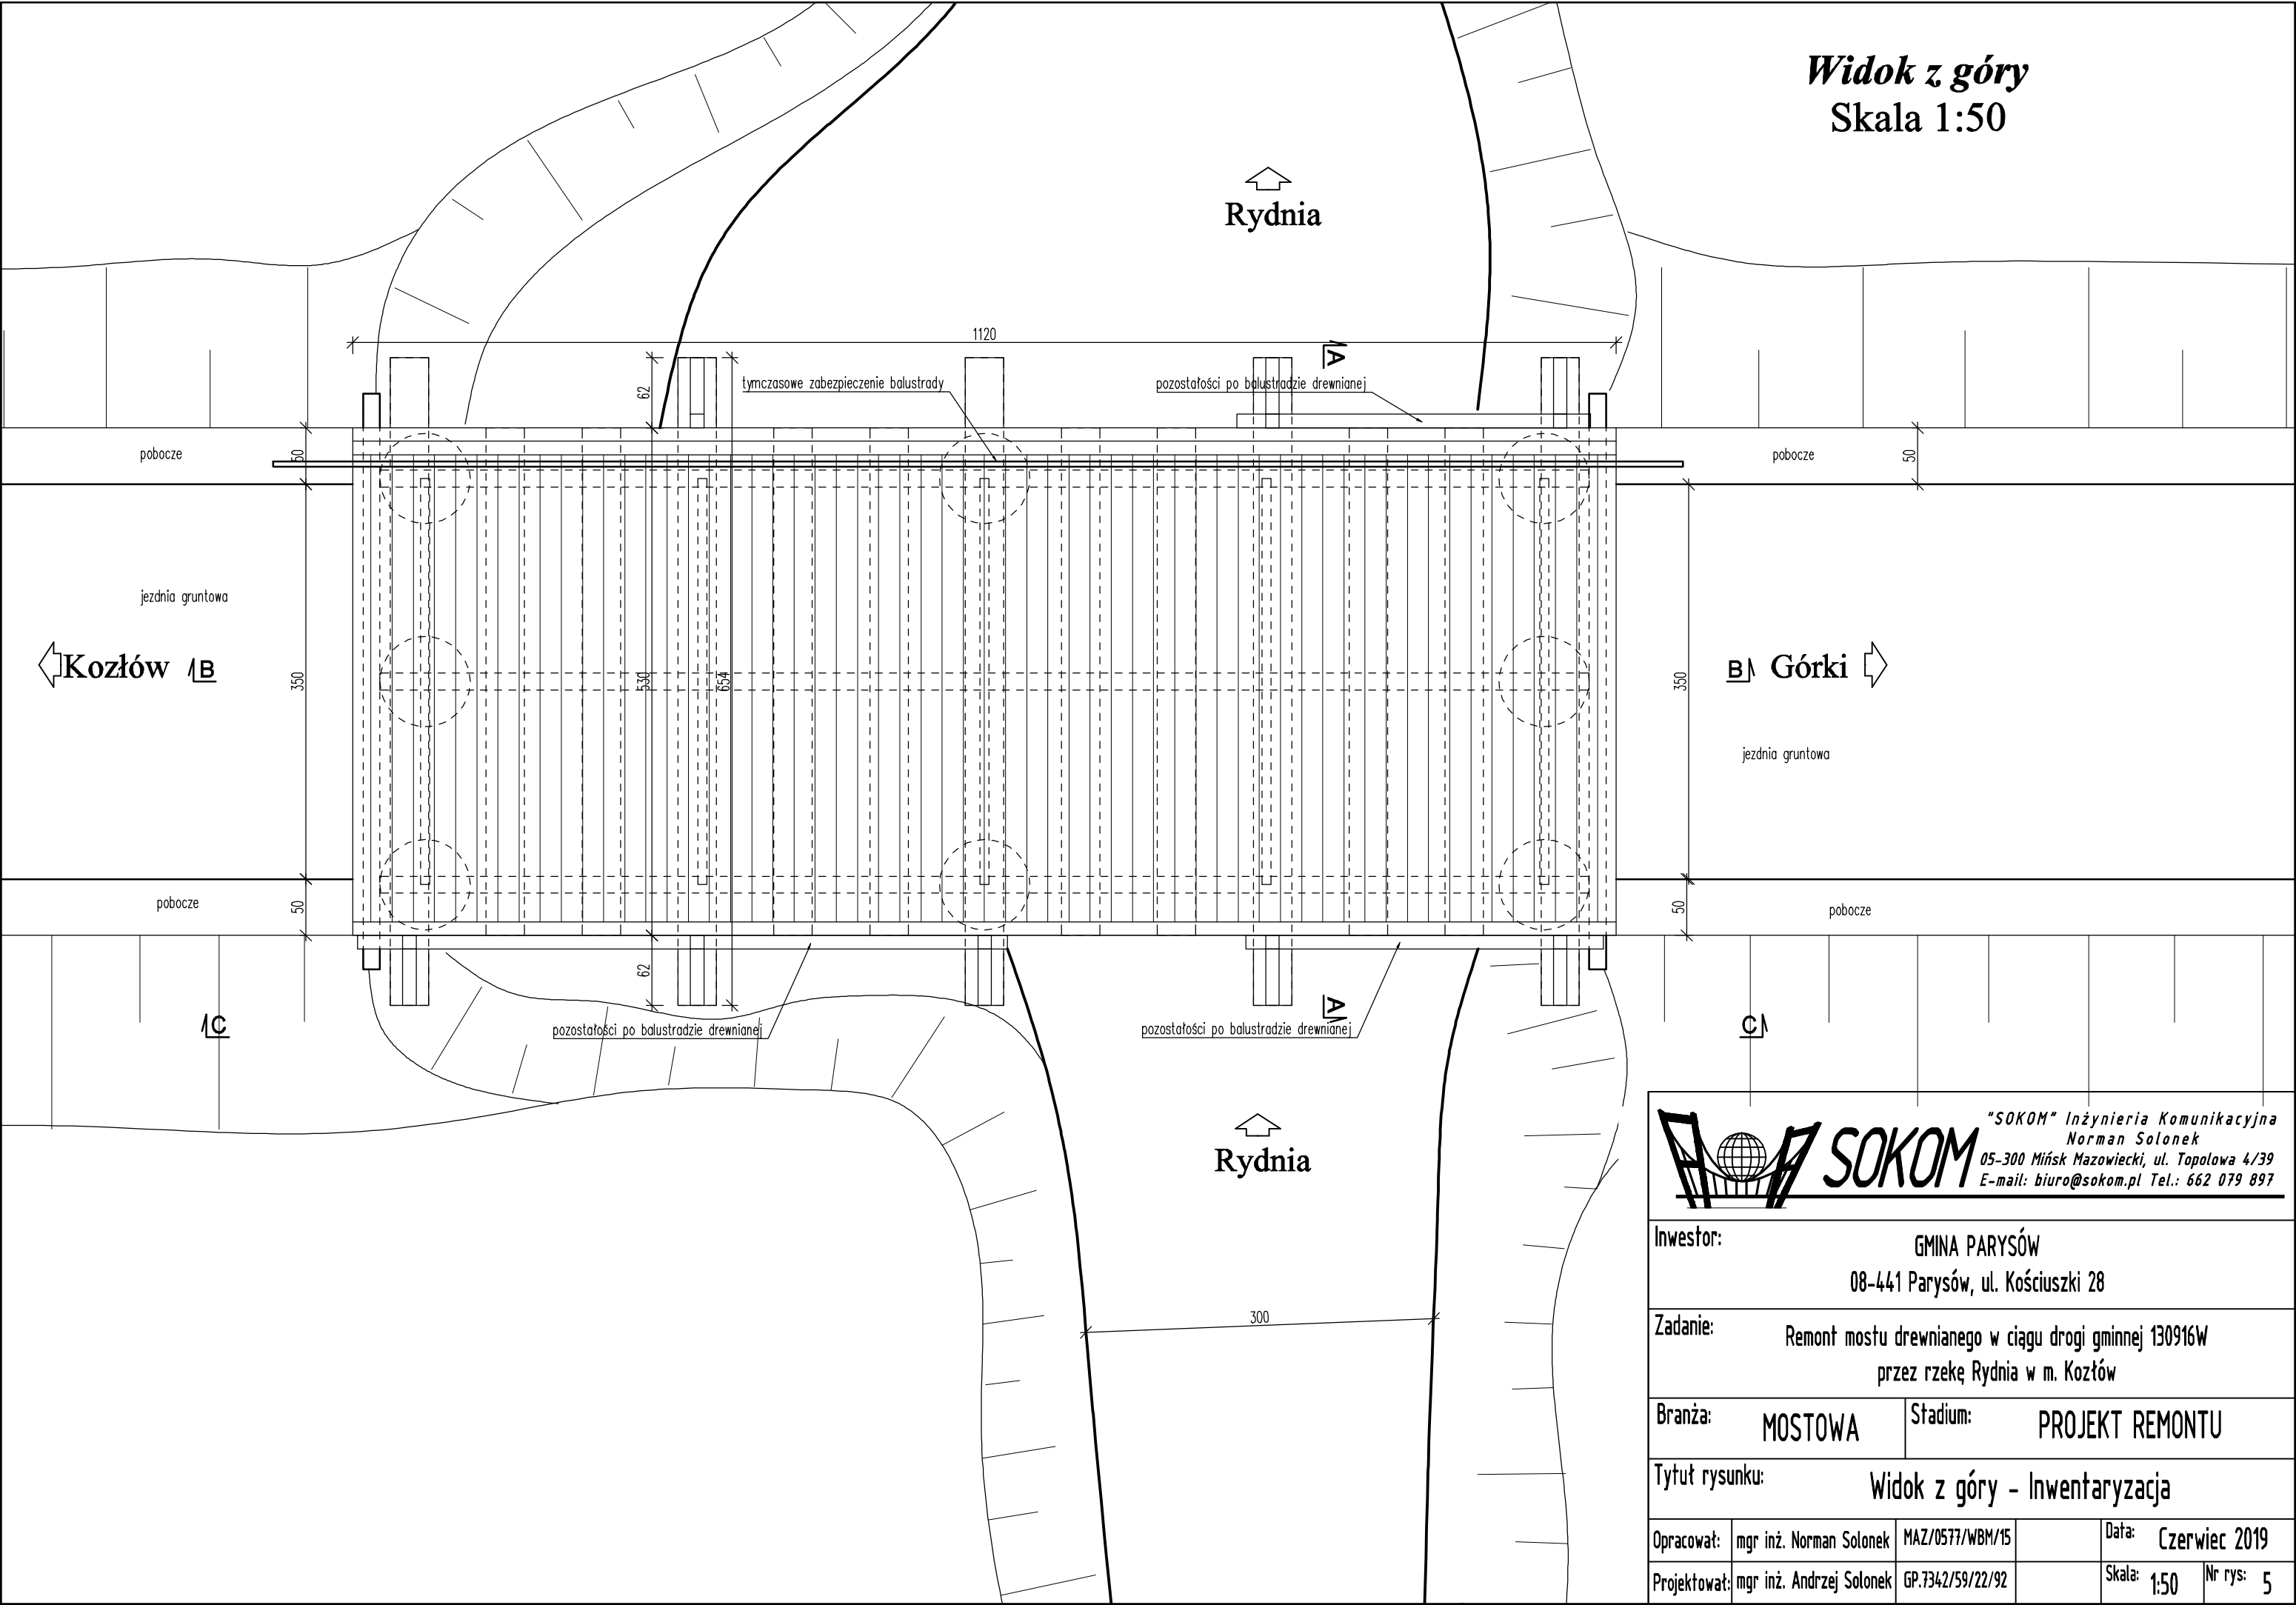 Widok z góry
Skala 1:50
Rydnia
1120
A
62
tymczasowe zabezpieczenie balustrady
pozostałości po balustradzie drewnianej
pobocze
50
pobocze
50
jezdnia gruntowa
Kozłów
B
350
530
654
350
B
Górki
jezdnia gruntowa
pobocze
50
50
pobocze
62
C
pozostałości po balustradzie drewnianej
A
pozostałości po balustradzie drewnianej
C
Rydnia
300
SOKOM
"SOKOM" Inżynieria Komunikacyjna
Norman Solonek
05-300 Mińsk Mazowiecki, ul. Topolowa 4/39
E-mail: biuro@sokom.pl Tel.: 662 079 897
Inwestor:
GMINA PARYSÓW
08-441 Parysów, ul. Kościuszki 28
Zadanie:
Remont mostu drewnianego w ciągu drogi gminnej 130916W
przez rzekę Rydnia w m. Kozłów
Branża: MOSTOWA Stadium: PROJEKT REMONTU
Tytuł rysunku: Widok z góry - Inwentaryzacja
Opracował: mgr inż. Norman Solonek MAZ/0577/WBM/15 Data: Czerwiec 2019
Projektował: mgr inż. Andrzej Solonek GP.7342/59/22/92 Skala: 1:50 Nr rys: 5